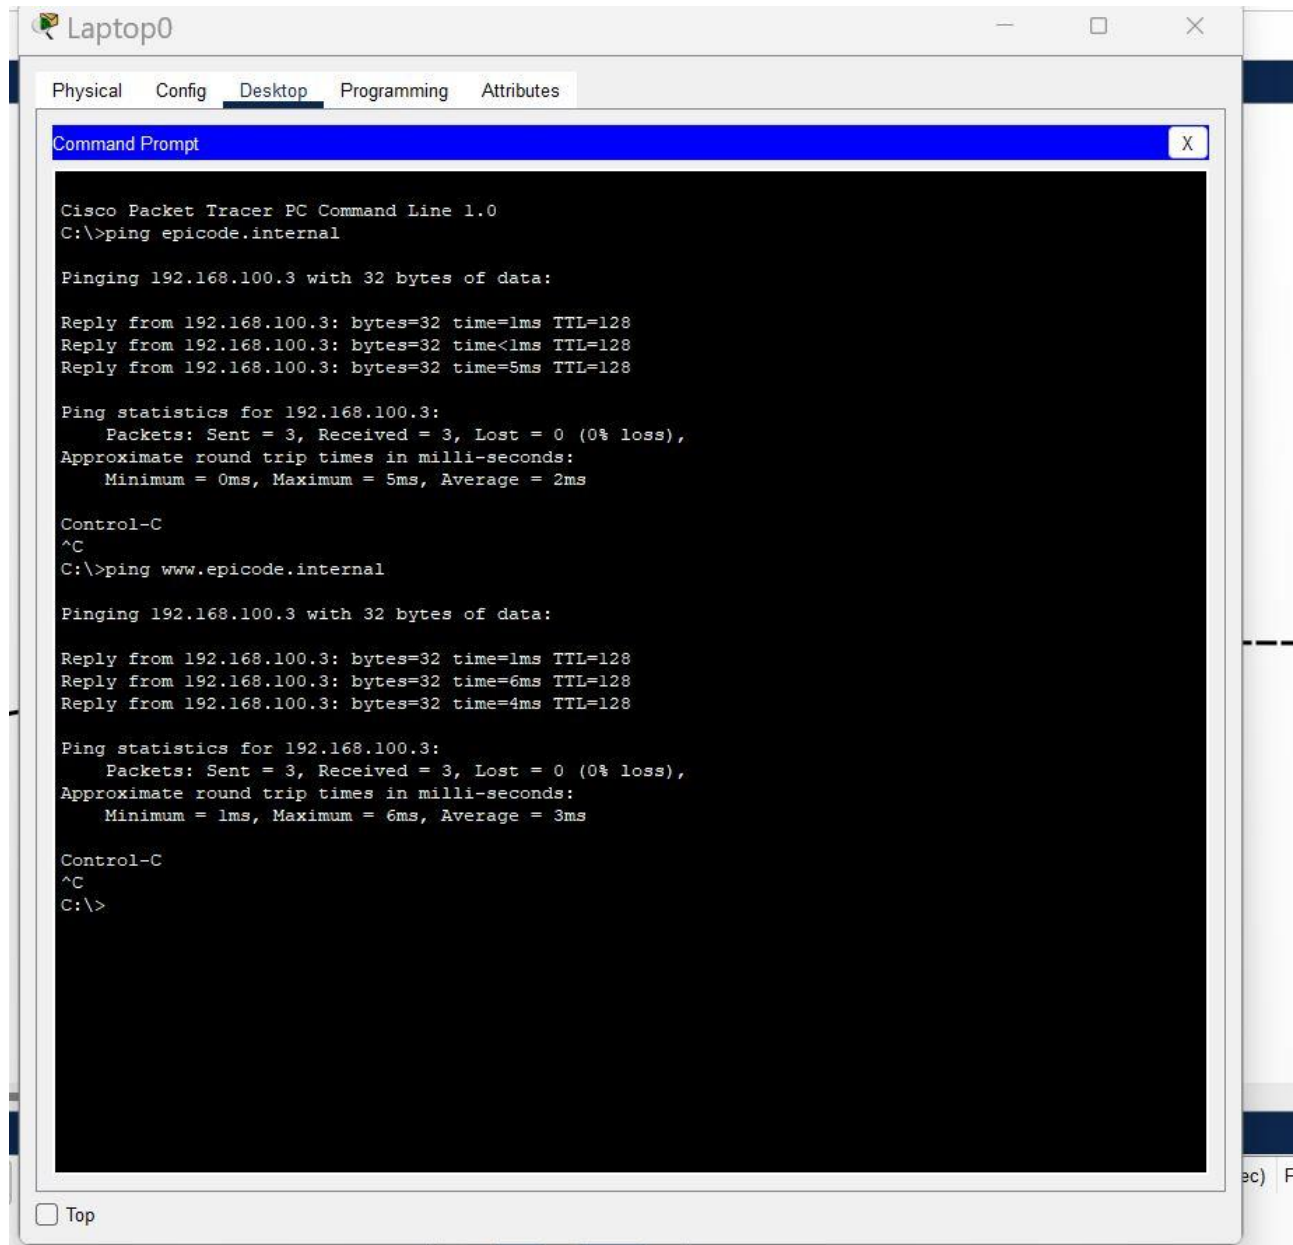 Laptop0
Physical Config Desktop Programming Attributes
Command Prompt X
Cisco Packet Tracer PC Command Line 1.0
C:\>ping epicode.internal
Pinging 192.168.100.3 with 32 bytes of data:
Reply from 192.168.100.3: bytes=32 time=1ms TTL=128
Reply from 192.168.100.3: bytes=32 time<1ms TTL=128
Reply from 192.168.100.3: bytes=32 time=5ms TTL=128
Ping statistics for 192.168.100.3:
Packets: Sent = 3, Received = 3, Lost = 0 (0% loss),
Approximate round trip times in milli-seconds:
Minimum = 0ms, Maximum = 5ms, Average = 2ms
Control-C
^C
C:\>ping www.epicode.internal
Pinging 192.168.100.3 with 32 bytes of data:
Reply from 192.168.100.3: bytes=32 time=1ms TTL=128
Reply from 192.168.100.3: bytes=32 time=6ms TTL=128
Reply from 192.168.100.3: bytes=32 time=4ms TTL=128
Ping statistics for 192.168.100.3:
Packets: Sent = 3, Received = 3, Lost = 0 (0% loss),
Approximate round trip times in milli-seconds:
Minimum = 1ms, Maximum = 6ms, Average = 3ms
Control-C
^C
C:\>
ec) F
Top